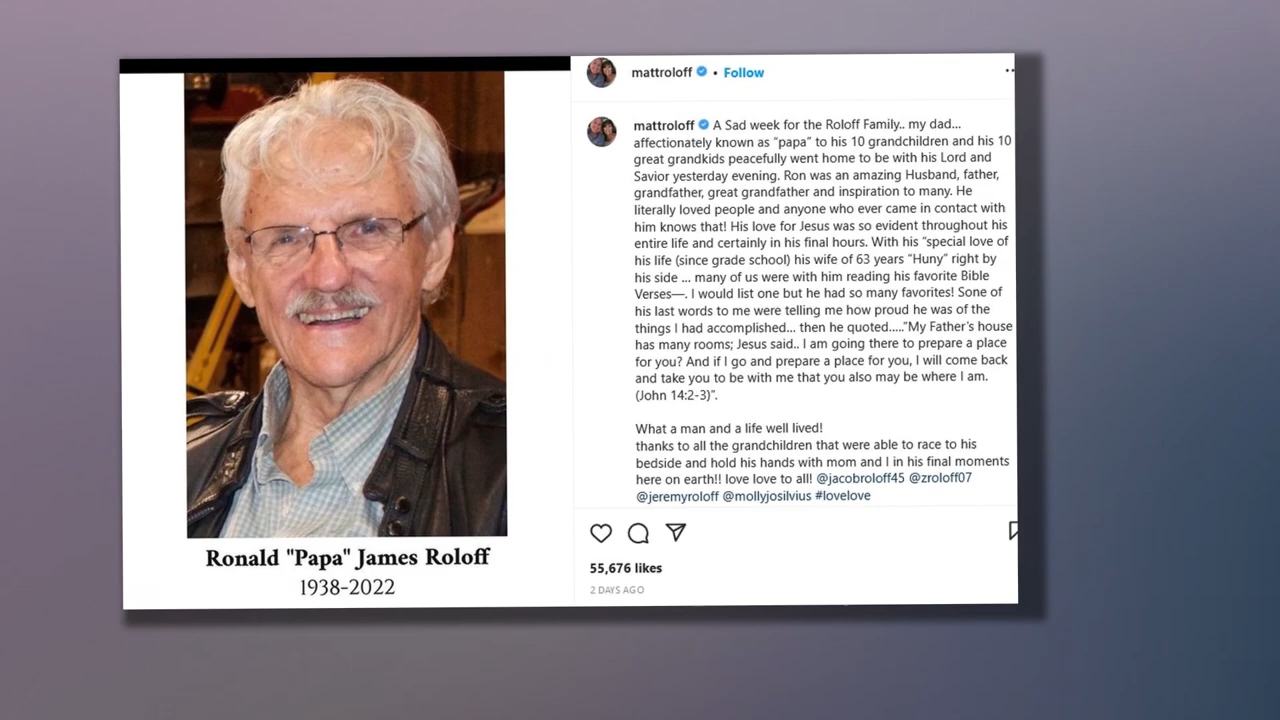 Ronald "Papa" James Roloff
1938-2022
mattroloff • Follow
mattroloff A Sad week for the Roloff Family.. my dad...
affectionately known as "papa" to his 10 grandchildren and his 10
great grandkids peacefully went home to be with his Lord and
Savior yesterday evening. Ron was an amazing Husband, father,
grandfather, great grandfather and inspiration to many. He
literally loved people and anyone who ever came in contact with
him knows that! His love for Jesus was so evident throughout his
entire life and certainly in his final hours. With his "special love of
his life (since grade school) his wife of 63 years "Huny" right by
his side ... many of us were with him reading his favorite Bible
Verses—. I would list one but he had so many favorites! Sone of
his last words to me were telling me how proud he was of the
things I had accomplished... then he quoted....."My Father's house
has many rooms; Jesus said.. I am going there to prepare a place
for you? And if I go and prepare a place for you, I will come back
and take you to be with me that you also may be where I am.
(John 14:2-3)".
What a man and a life well lived!
thanks to all the grandchildren that were able to race to his
bedside and hold his hands with mom and I in his final moments
here on earth!! love love to all! @jacobroloff45 @zroloff07
@jeremyroloff @mollyjosilvius #lovelove
55,676 likes
2 DAYS AGO